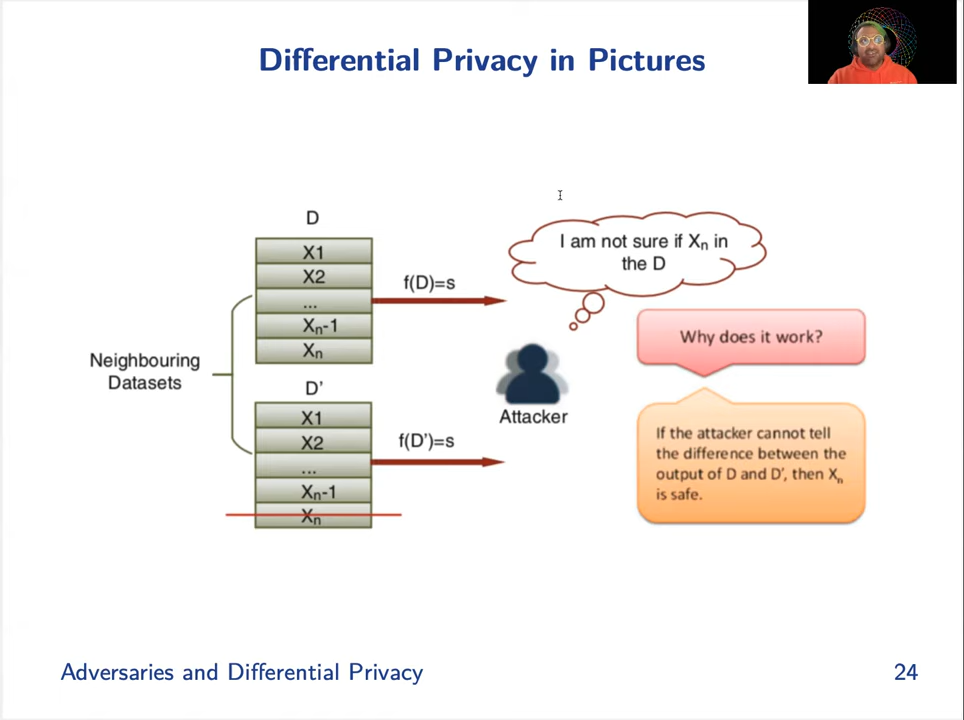 Differential Privacy in Pictures
D
X1
X2
...
Xn-1
Xn
f(D)=s
I am not sure if Xn in
the D
Neighbouring
Datasets
D'
X1
X2
...
Xn-1
Xn
f(D')=s
Attacker
Why does it work?
If the attacker cannot tell
the difference between the
output of D and D', then Xn
is safe.
Adversaries and Differential Privacy
24